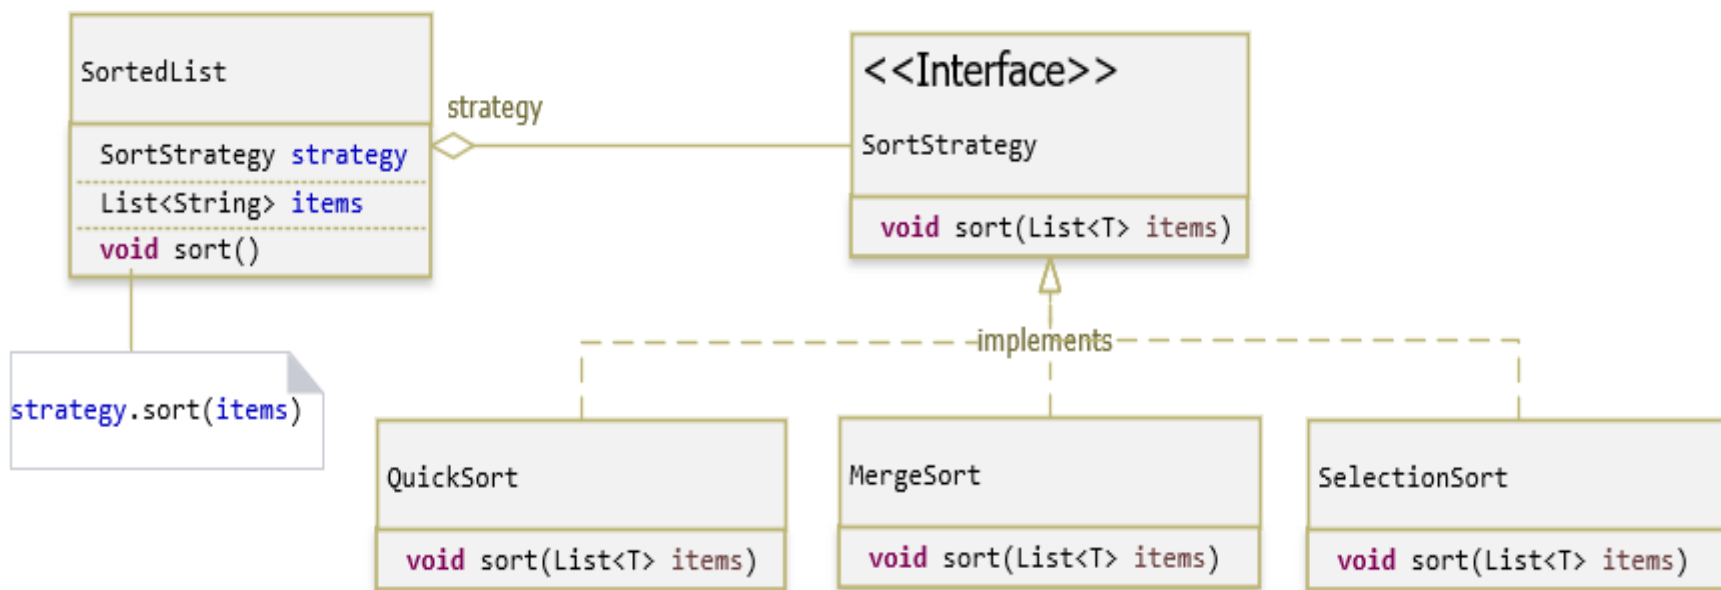 SortedList
SortStrategy strategy
List<String> items
void sort()
strategy.sort(items)
strategy
<<Interface>>
SortStrategy
void sort(List<T> items)
implements
QuickSort
void sort(List<T> items)
MergeSort
void sort(List<T> items)
SelectionSort
void sort(List<T> items)